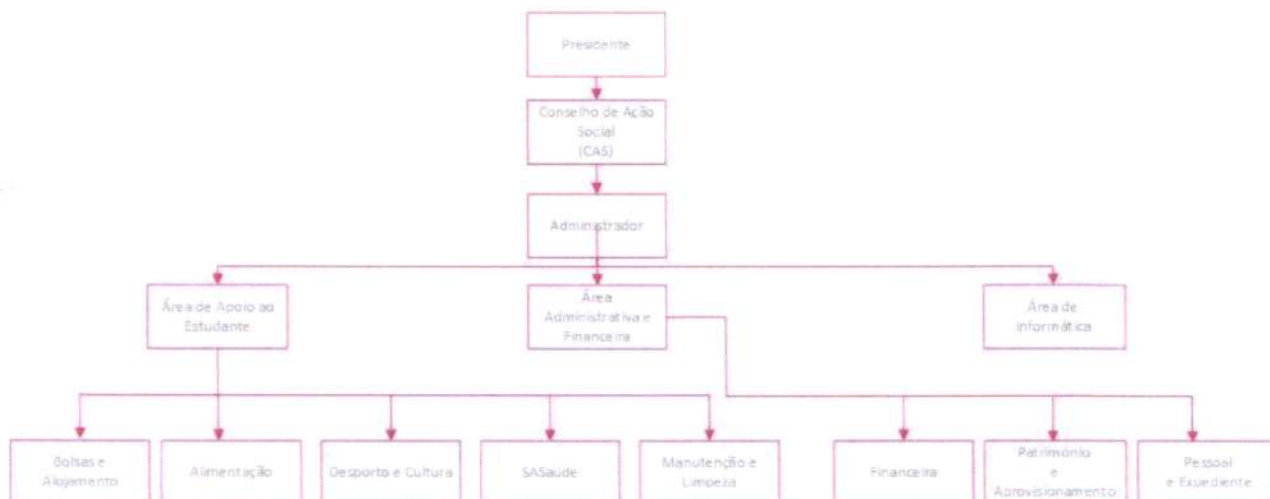 Presidente
Conselho de Ação
Social
(CAS)
Administrador
Área de Apoio ao
Estudante
Área
Administrativa e
Financeira
Área de
Informática
Bolsas e
Alojamento
Alimentação
Desporto e Cultura
SASaúde
Manutenção e
Limpeza
Financeira
Património
e
Aprovisionamento
Pessoal
e Expediente